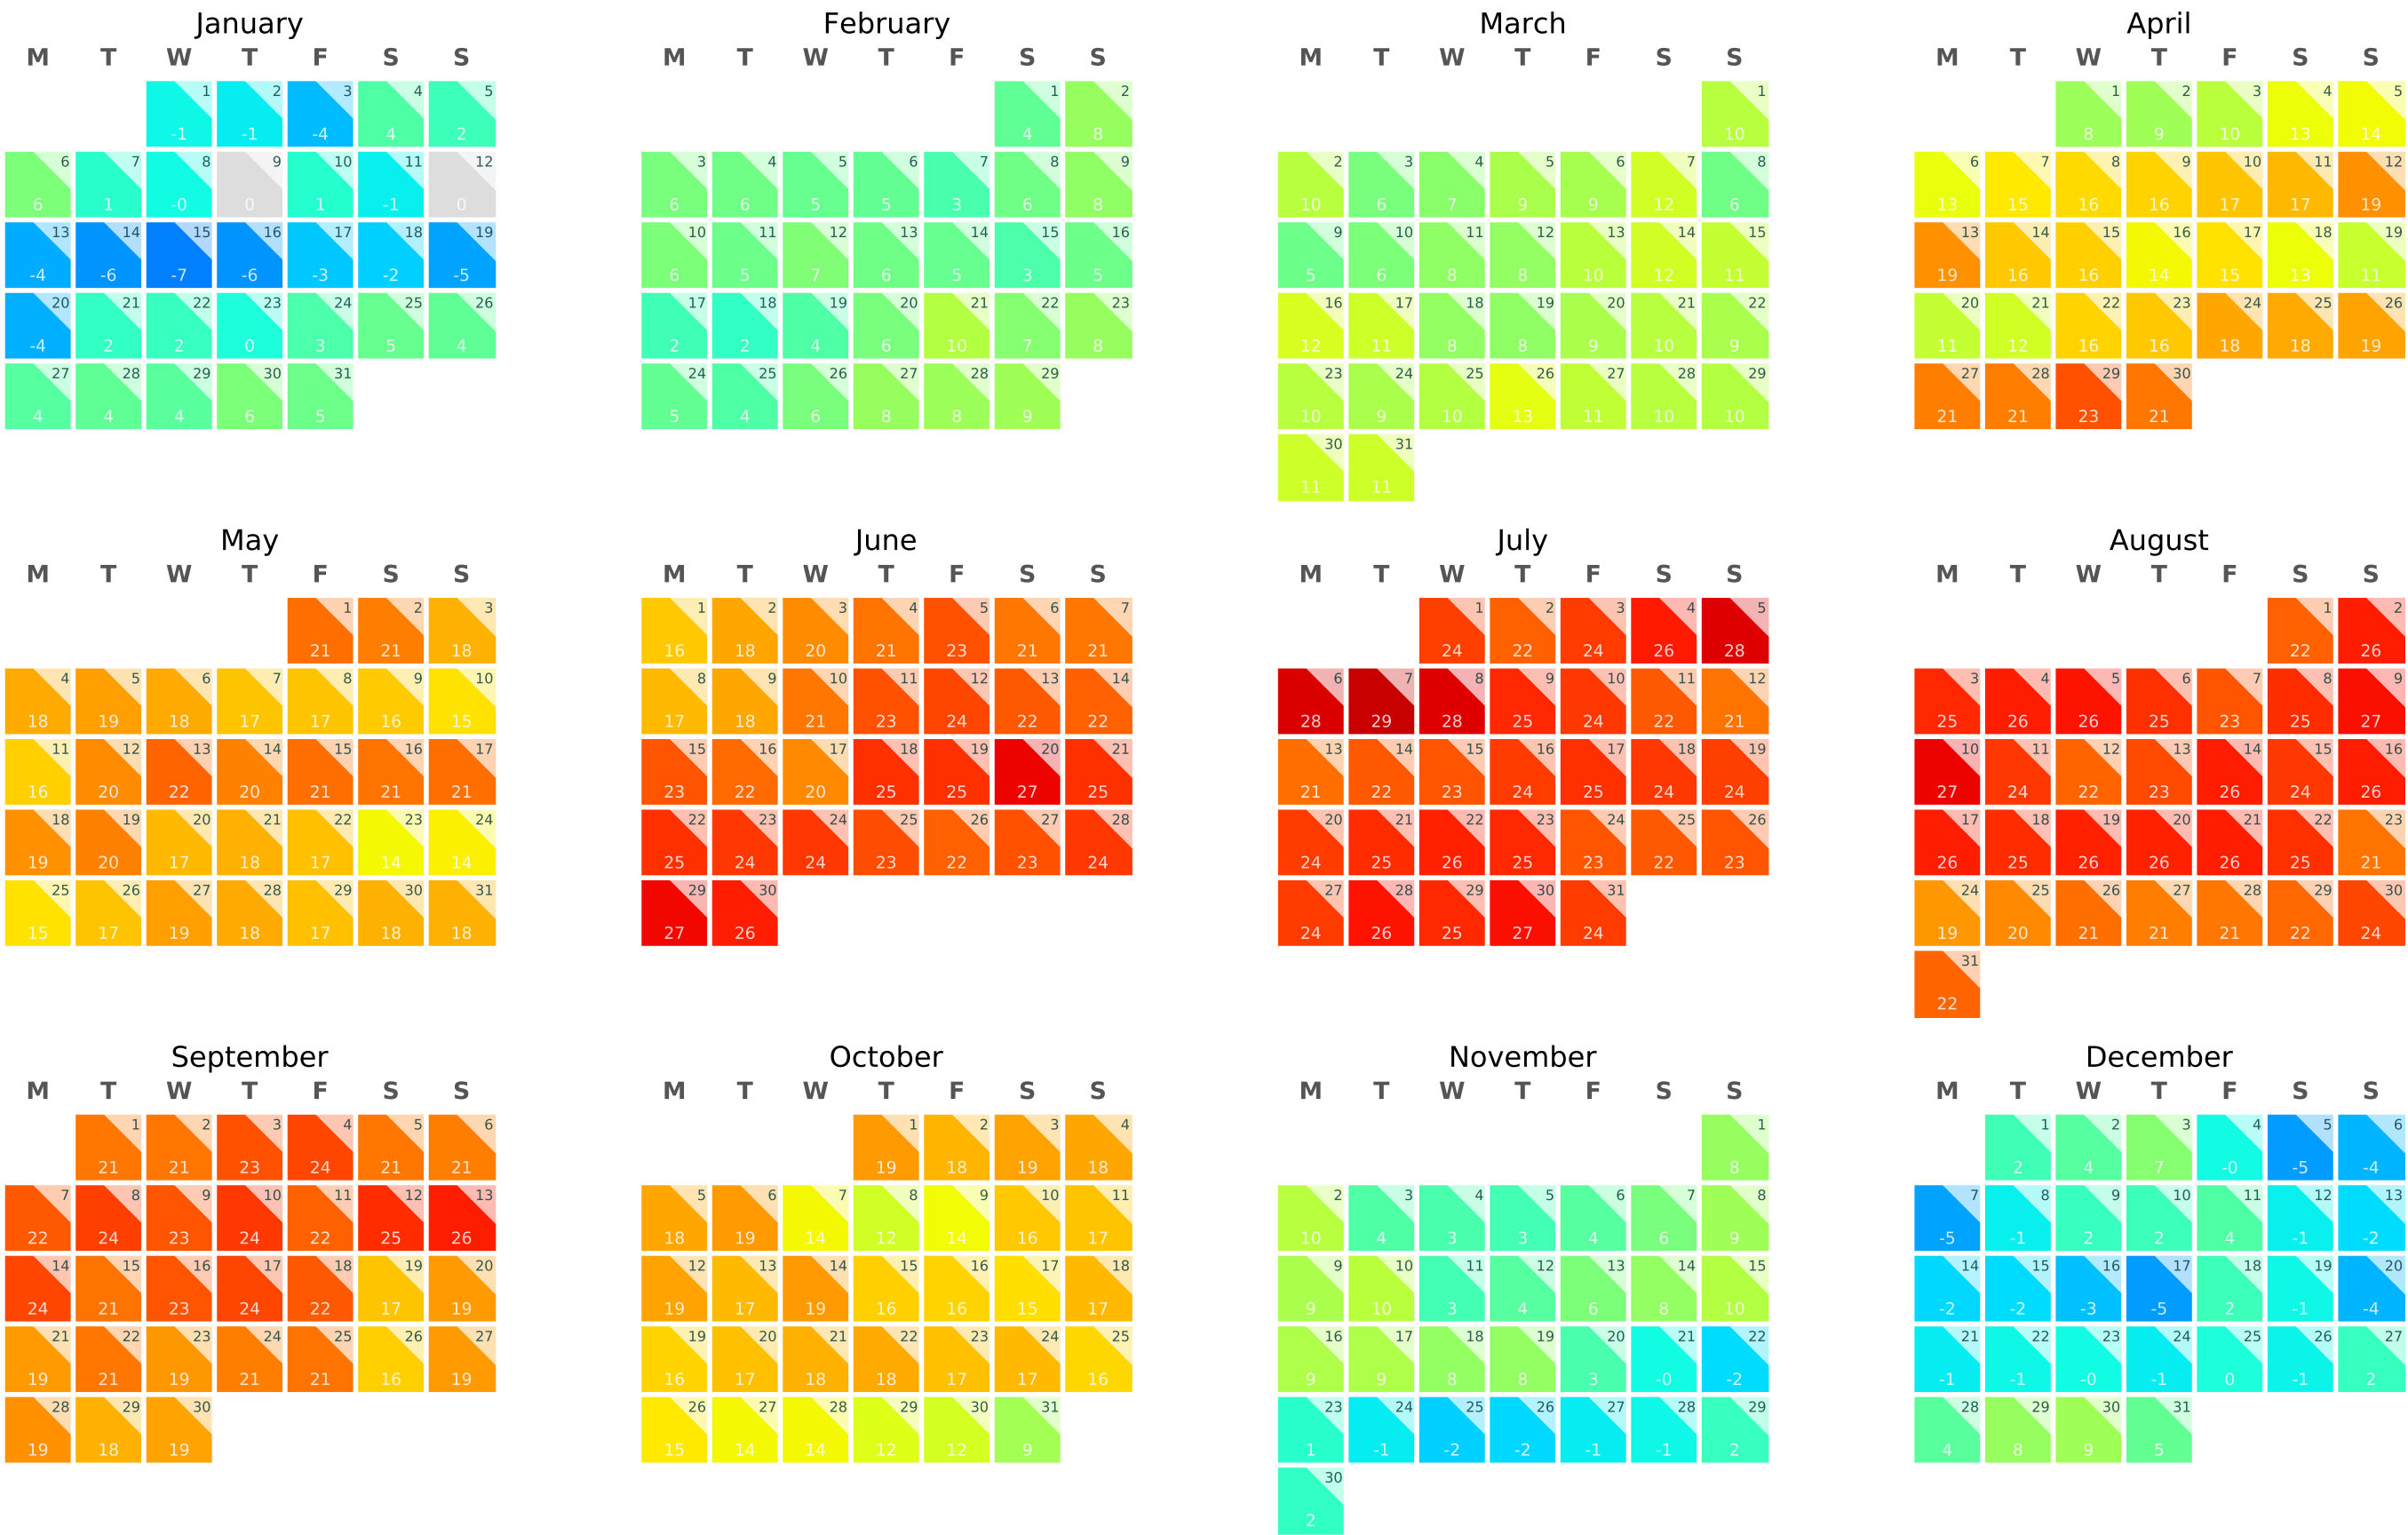 January February March April
M T W T F S S M T W T F S S M T W T F S S M T W T F S S
1 2 3 4 5 1 2 1 1 2 3 4 5
-1 -1 -4 4 2 4 8 10 8 9 10 13 14
6 7 8 9 10 11 12 3 4 5 6 7 8 9 2 3 4 5 6 7 8 6 7 8 9 10 11 12
6 1 -0 0 1 -1 0 6 6 5 5 3 6 8 10 6 7 9 9 12 6 13 15 16 16 17 17 19
13 14 15 16 17 18 19 10 11 12 13 14 15 16 9 10 11 12 13 14 15 13 14 15 16 17 18 19
-4 -6 -7 -6 -3 -2 -5 6 5 7 6 5 3 5 5 6 8 8 10 12 11 19 16 16 14 15 13 11
20 21 22 23 24 25 26 17 18 19 20 21 22 23 16 17 18 19 20 21 22 20 21 22 23 24 25 26
-4 2 2 0 3 5 4 2 2 4 6 10 7 8 12 11 8 8 9 10 9 11 12 16 16 18 18 19
27 28 29 30 31 24 25 26 27 28 29 23 24 25 26 27 28 29 27 28 29 30
4 4 4 6 5 5 4 6 8 8 9 10 9 10 13 11 10 10 21 21 23 21
30 31
11 11
May June July August
M T W T F S S M T W T F S S M T W T F S S M T W T F S S
1 2 3 1 2 3 4 5 6 7 1 2 3 4 5 1 2
21 21 18 16 18 20 21 23 21 21 24 22 24 26 28 22 26
4 5 6 7 8 9 10 8 9 10 11 12 13 14 6 7 8 9 10 11 12 3 4 5 6 7 8 9
18 19 18 17 17 16 15 17 18 21 23 24 22 22 28 29 28 25 24 22 21 25 26 26 25 23 25 27
11 12 13 14 15 16 17 15 16 17 18 19 20 21 13 14 15 16 17 18 19 10 11 12 13 14 15 16
16 20 22 20 21 21 21 23 22 20 25 25 27 25 21 22 23 24 25 24 24 27 24 22 23 26 24 26
18 19 20 21 22 23 24 22 23 24 25 26 27 28 20 21 22 23 24 25 26 17 18 19 20 21 22 23
19 20 17 18 17 14 14 25 24 24 23 22 23 24 24 25 26 25 23 22 23 26 25 26 26 26 25 21
25 26 27 28 29 30 31 29 30 27 28 29 30 31 24 25 26 27 28 29 30
15 17 19 18 17 18 18 27 26 24 26 25 27 24 19 20 21 21 21 22 24
31
22
September October November December
M T W T F S S M T W T F S S M T W T F S S M T W T F S S
1 2 3 4 5 6 1 2 3 4 1 1 2 3 4 5 6
21 21 23 24 21 21 19 18 19 18 8 2 4 7 -0 -5 -4
7 8 9 10 11 12 13 5 6 7 8 9 10 11 2 3 4 5 6 7 8 7 8 9 10 11 12 13
22 24 23 24 22 25 26 18 19 14 12 14 16 17 10 4 3 3 4 6 9 -5 -1 2 2 4 -1 -2
14 15 16 17 18 19 20 12 13 14 15 16 17 18 9 10 11 12 13 14 15 14 15 16 17 18 19 20
24 21 23 24 22 17 19 19 17 19 16 16 15 17 9 10 3 4 6 8 10 -2 -2 -3 -5 2 -1 -4
21 22 23 24 25 26 27 19 20 21 22 23 24 25 16 17 18 19 20 21 22 21 22 23 24 25 26 27
19 21 19 21 21 16 19 16 17 18 18 17 17 16 9 9 8 8 3 -0 -2 -1 -1 -0 -1 0 -1 2
28 29 30 26 27 28 29 30 31 23 24 25 26 27 28 29 28 29 30 31
19 18 19 15 14 14 12 12 9 1 -1 -2 -2 -1 -1 2 4 8 9 5
30
2